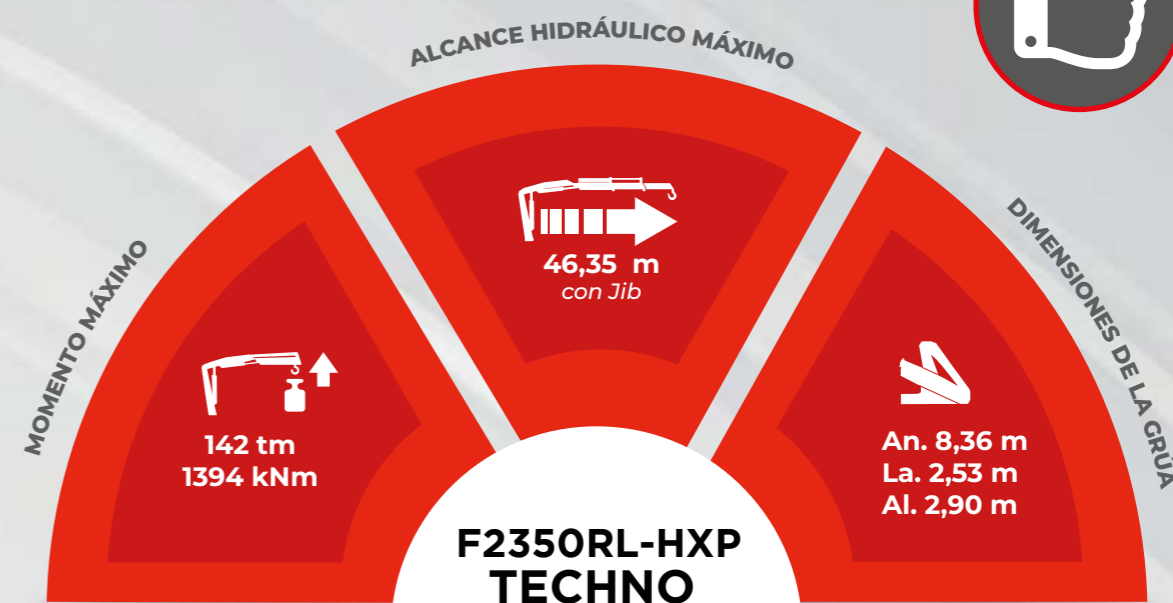 ALCANCE HIDRÁULICO MÁXIMO
46,35 m
con Jib
MOMENTO MÁXIMO
142 tm
1394 kNm
DIMENSIONES DE LA GRÚA
An. 8,36 m
La. 2,53 m
Al. 2,90 m
F2350RL-HXP
TECHNO